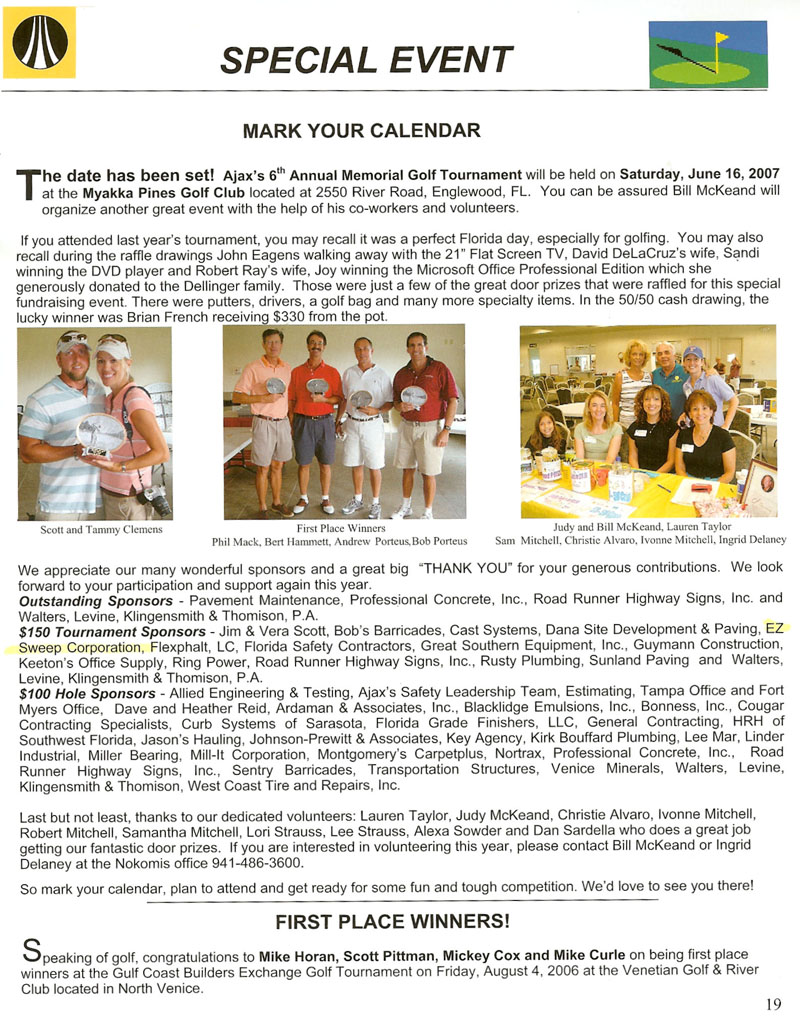 SPECIAL EVENT
MARK YOUR CALENDAR
The date has been set! Ajax's 6th Annual Memorial Golf Tournament will be held on Saturday, June 16, 2007
at the Myakka Pines Golf Club located at 2550 River Road, Englewood, FL. You can be assured Bill McKeand will
organize another great event with the help of his co-workers and volunteers.
If you attended last year's tournament, you may recall it was a perfect Florida day, especially for golfing. You may also
recall during the raffle drawings John Eagens walking away with the 21" Flat Screen TV, David DeLaCruz's wife, Sandi
winning the DVD player and Robert Ray's wife, Joy winning the Microsoft Office Professional Edition which she
generously donated to the Dellinger family. Those were just a few of the great door prizes that were raffled for this special
fundraising event. There were putters, drivers, a golf bag and many more specialty items. In the 50/50 cash drawing, the
lucky winner was Brian French receiving $330 from the pot.
Scott and Tammy Clemens
First Place Winners
Phil Mack, Bert Hammett, Andrew Porteus,Bob Porteus
Judy and Bill McKeand, Lauren Taylor
Sam Mitchell, Christie Alvaro, Ivonne Mitchell, Ingrid Delaney
We appreciate our many wonderful sponsors and a great big "THANK YOU" for your generous contributions. We look
forward to your participation and support again this year.
Outstanding Sponsors - Pavement Maintenance, Professional Concrete, Inc., Road Runner Highway Signs, Inc. and
Walters, Levine, Klingensmith & Thomison, P.A.
$150 Tournament Sponsors - Jim & Vera Scott, Bob's Barricades, Cast Systems, Dana Site Development & Paving, EZ
Sweep Corporation, Flexphalt, LC, Florida Safety Contractors, Great Southern Equipment, Inc., Guymann Construction,
Keeton's Office Supply, Ring Power, Road Runner Highway Signs, Inc., Rusty Plumbing, Sunland Paving and Walters,
Levine, Klingensmith & Thomison, P.A.
$100 Hole Sponsors - Allied Engineering & Testing, Ajax's Safety Leadership Team, Estimating, Tampa Office and Fort
Myers Office, Dave and Heather Reid, Ardaman & Associates, Inc., Blacklidge Emulsions, Inc., Bonness, Inc., Cougar
Contracting Specialists, Curb Systems of Sarasota, Florida Grade Finishers, LLC, General Contracting, HRH of
Southwest Florida, Jason's Hauling, Johnson-Prewitt & Associates, Key Agency, Kirk Bouffard Plumbing, Lee Mar, Linder
Industrial, Miller Bearing, Mill-It Corporation, Montgomery's Carpetplus, Nortrax, Professional Concrete, Inc., Road
Runner Highway Signs, Inc., Sentry Barricades, Transportation Structures, Venice Minerals, Walters, Levine,
Klingensmith & Thomison, West Coast Tire and Repairs, Inc.
Last but not least, thanks to our dedicated volunteers: Lauren Taylor, Judy McKeand, Christie Alvaro, Ivonne Mitchell,
Robert Mitchell, Samantha Mitchell, Lori Strauss, Lee Strauss, Alexa Sowder and Dan Sardella who does a great job
getting our fantastic door prizes. If you are interested in volunteering this year, please contact Bill McKeand or Ingrid
Delaney at the Nokomis office 941-486-3600.
So mark your calendar, plan to attend and get ready for some fun and tough competition. We'd love to see you there!
FIRST PLACE WINNERS!
Speaking of golf, congratulations to Mike Horan, Scott Pittman, Mickey Cox and Mike Curle on being first place
winners at the Gulf Coast Builders Exchange Golf Tournament on Friday, August 4, 2006 at the Venetian Golf & River
Club located in North Venice.
19